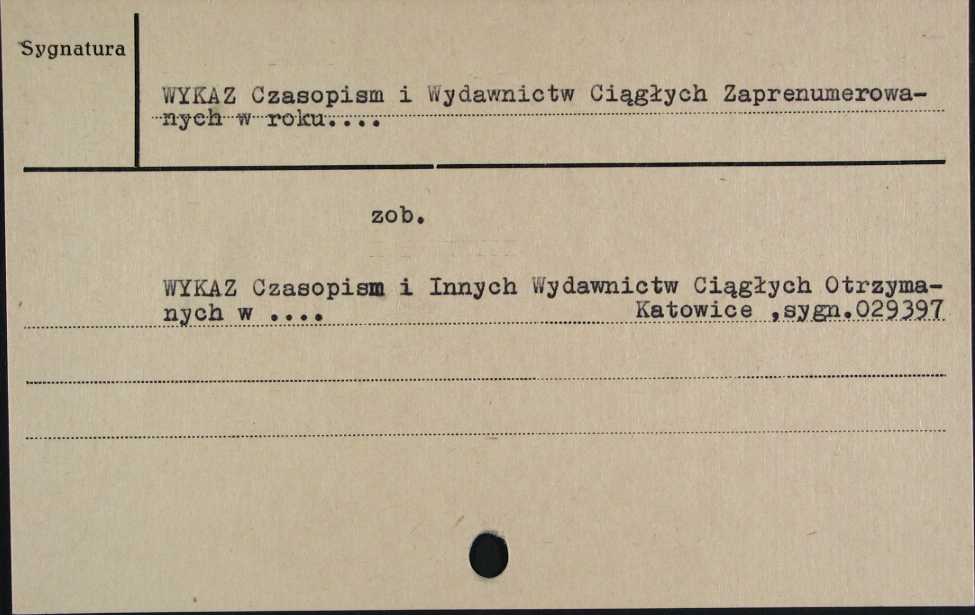 Sygnatura
WYKAZ Czasopism i Wydawnictw Ciągłych Zaprenumerowa-
nych w roku....
zob.
WYKAZ Czasopism i Innych Wydawnictw Ciągłych Otrzyma-
nych w .... Katowice ,sygn.029397